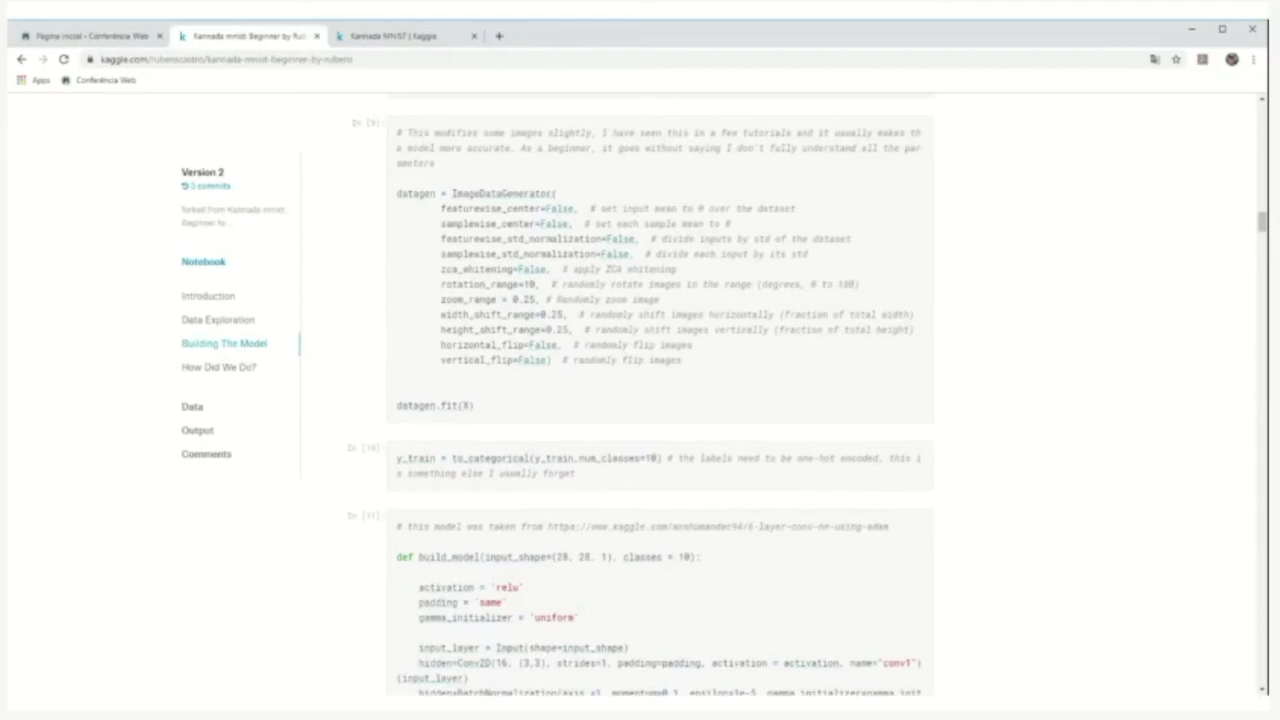 Página inicial - Conferência Web
Kannada mnist: Beginner by Rub
Kannada MNIST | Kaggle
kaggle.com/rubenscastro/kannada-mnist-beginner-by-rubens
Apps
Conferência Web
In [9]:
# This modifies some images slightly, I have seen this in a few tutorials and it usually makes th
e model more accurate. As a beginner, it goes without saying I don't fully understand all the par
ameters
Version 2
3 commits
forked from Kannada mnist:
Beginner to ...
Notebook
Introduction
Data Exploration
Building The Model
How Did We Do?
Data
Output
Comments
datagen = ImageDataGenerator(
featurewise_center=False, # set input mean to 0 over the dataset
samplewise_center=False, # set each sample mean to 0
featurewise_std_normalization=False, # divide inputs by std of the dataset
samplewise_std_normalization=False, # divide each input by its std
zca_whitening=False, # apply ZCA whitening
rotation_range=10, # randomly rotate images in the range (degrees, 0 to 180)
zoom_range = 0.25, # Randomly zoom image
width_shift_range=0.25, # randomly shift images horizontally (fraction of total width)
height_shift_range=0.25, # randomly shift images vertically (fraction of total height)
horizontal_flip=False, # randomly flip images
vertical_flip=False) # randomly flip images
datagen.fit(X)
In [10]:
y_train = to_categorical(y_train,num_classes=10) # the labels need to be one-hot encoded, this i
s something else I usually forget
In [11]:
# this model was taken from https://www.kaggle.com/anshumandec94/6-layer-conv-nn-using-adam
def build_model(input_shape=(28, 28, 1), classes = 10):
activation = 'relu'
padding = 'same'
gamma_initializer = 'uniform'
input_layer = Input(shape=input_shape)
hidden=Conv2D(16, (3,3), strides=1, padding=padding, activation = activation, name="conv1")
(input_layer)